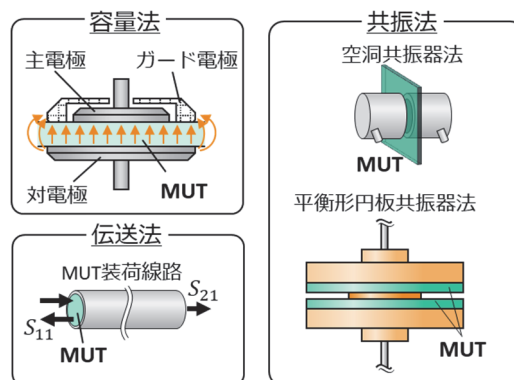 容量法
主電極
ガード電極
対電極
MUT
伝送法
MUT装荷線路
S21
S11
MUT
共振法
空洞共振器法
MUT
平衡形円板共振器法
MUT